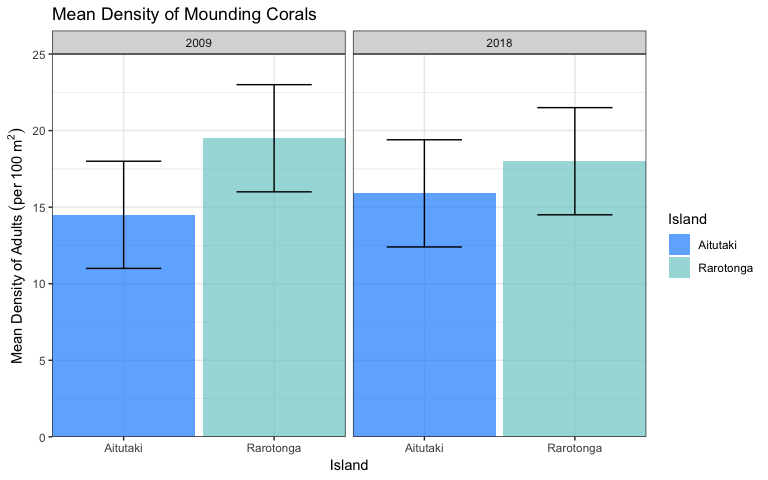 Mean Density of Mounding Corals
2009
2018
Mean Density of Adults (per 100 m²)
25
20
15
10
5
0
Aitutaki
Rarotonga
Aitutaki
Rarotonga
Island
Island
Aitutaki
Rarotonga